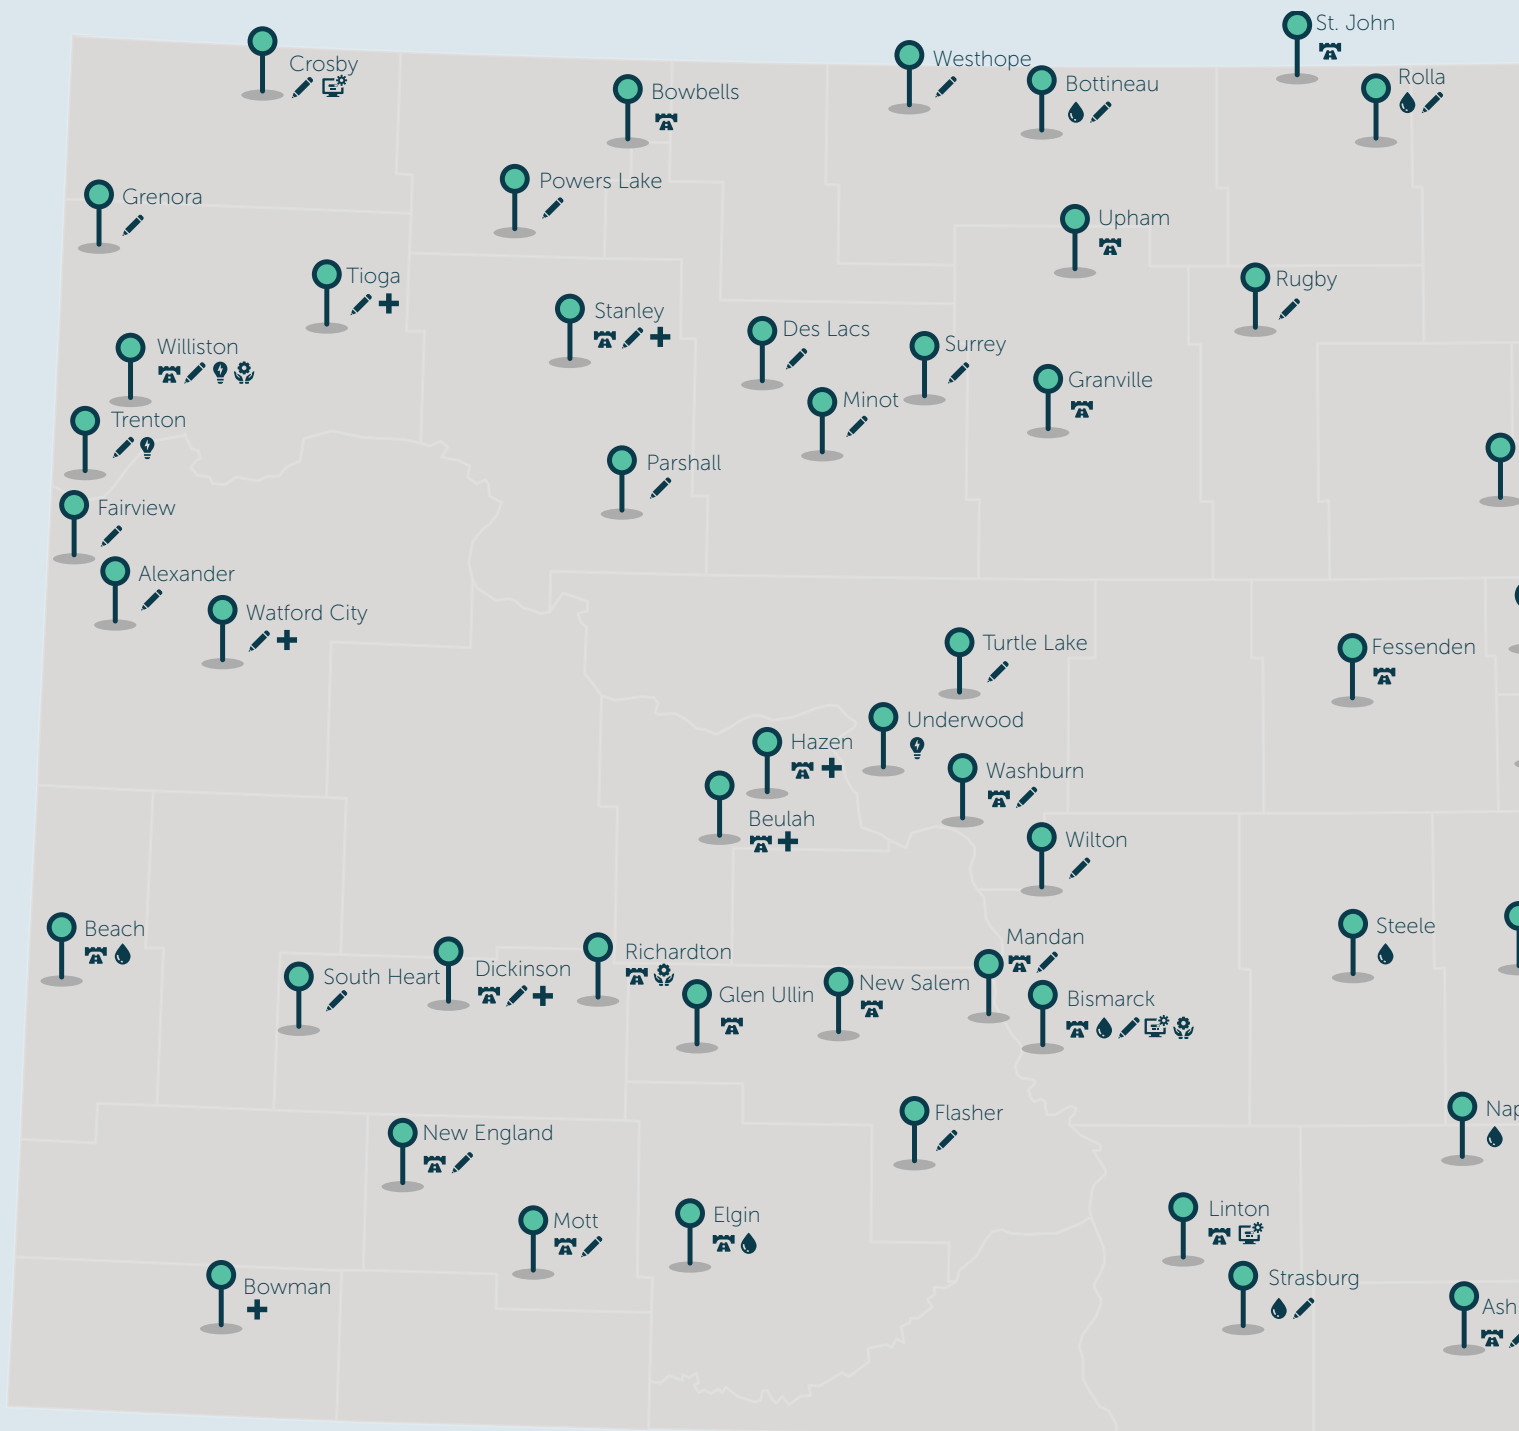 St. John
Crosby
Westhope
Rolla
Bottineau
Bowbells
Powers Lake
Grenora
Upham
Tioga
Rugby
Stanley
Des Lacs
Surrey
Williston
Granville
Minot
Trenton
Parshall
Fairview
Alexander
Watford City
Turtle Lake
Fessenden
Underwood
Hazen
Washburn
Beulah
Wilton
Beach
Steele
Mandan
Richardton
Dickinson
South Heart
New Salem
Glen Ullin
Bismarck
Flasher
Nap
New England
Linton
Elgin
Mott
Strasburg
Bowman
Ash